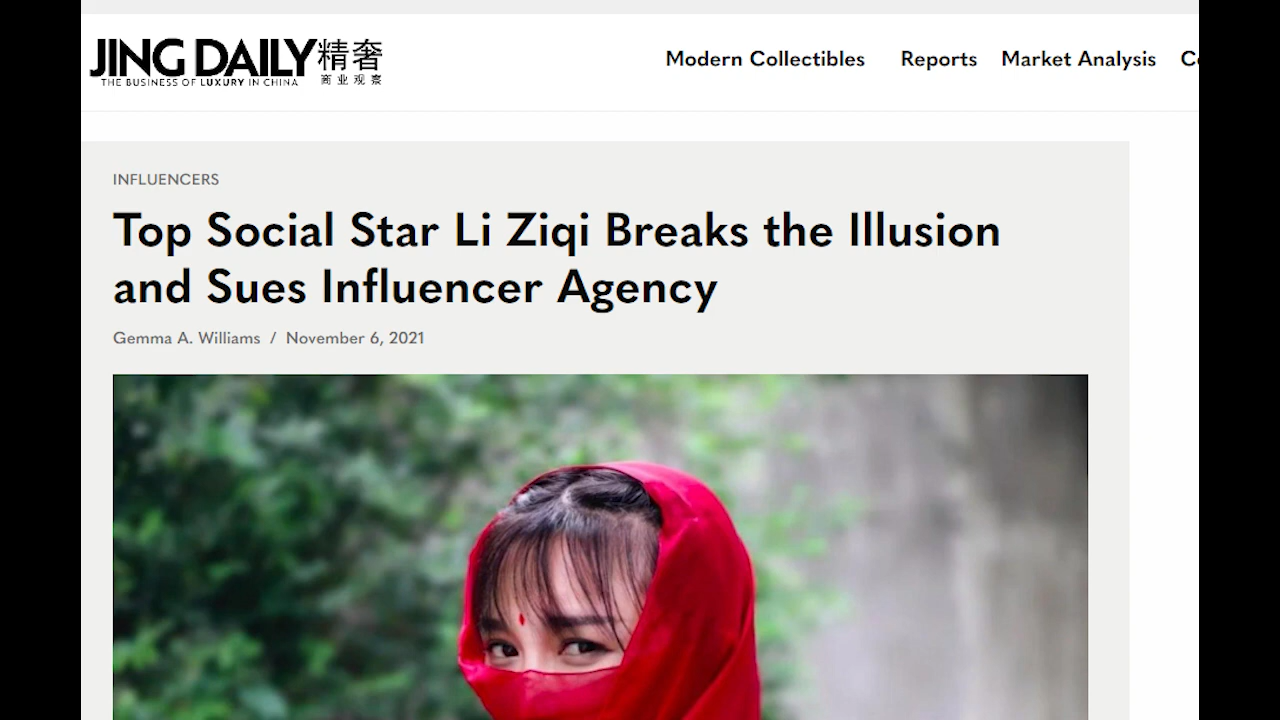 JING DAILY精奢
THE BUSINESS OF LUXURY IN CHINA 商业观察
Modern Collectibles Reports Market Analysis
INFLUENCERS
Top Social Star Li Ziqi Breaks the Illusion
and Sues Influencer Agency
Gemma A. Williams / November 6, 2021